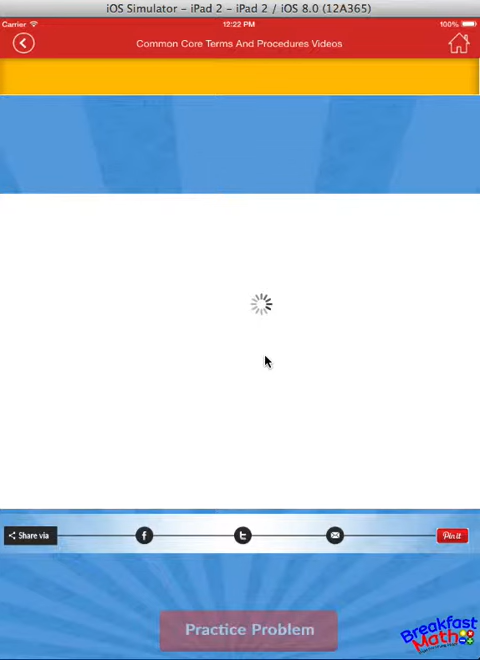 iOS Simulator - iPad 2 - iPad 2 / iOS 8.0 (12A365)
Carrier 12:22 PM 100%
Common Core Terms And Procedures Videos
Share via
Pin it
Practice Problem
Breakfast
Math